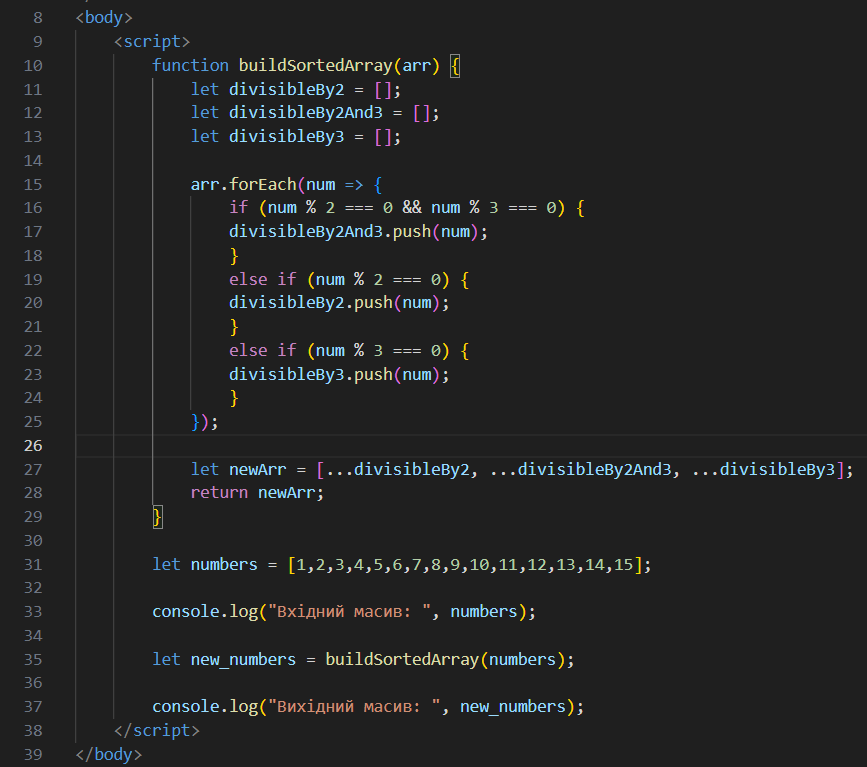 8 <body>
9 <script>
10 function buildSortedArray(arr) {
11 let divisibleBy2 = [];
12 let divisibleBy2And3 = [];
13 let divisibleBy3 = [];
14
15 arr.forEach(num => {
16 if (num % 2 === 0 && num % 3 === 0) {
17 divisibleBy2And3.push(num);
18 }
19 else if (num % 2 === 0) {
20 divisibleBy2.push(num);
21 }
22 else if (num % 3 === 0) {
23 divisibleBy3.push(num);
24 }
25 });
26
27 let newArr = [...divisibleBy2, ...divisibleBy2And3, ...divisibleBy3];
28 return newArr;
29 }
30
31 let numbers = [1,2,3,4,5,6,7,8,9,10,11,12,13,14,15];
32
33 console.log("Вхідний масив: ", numbers);
34
35 let new_numbers = buildSortedArray(numbers);
36
37 console.log("Вихідний масив: ", new_numbers);
38 </script>
39 </body>